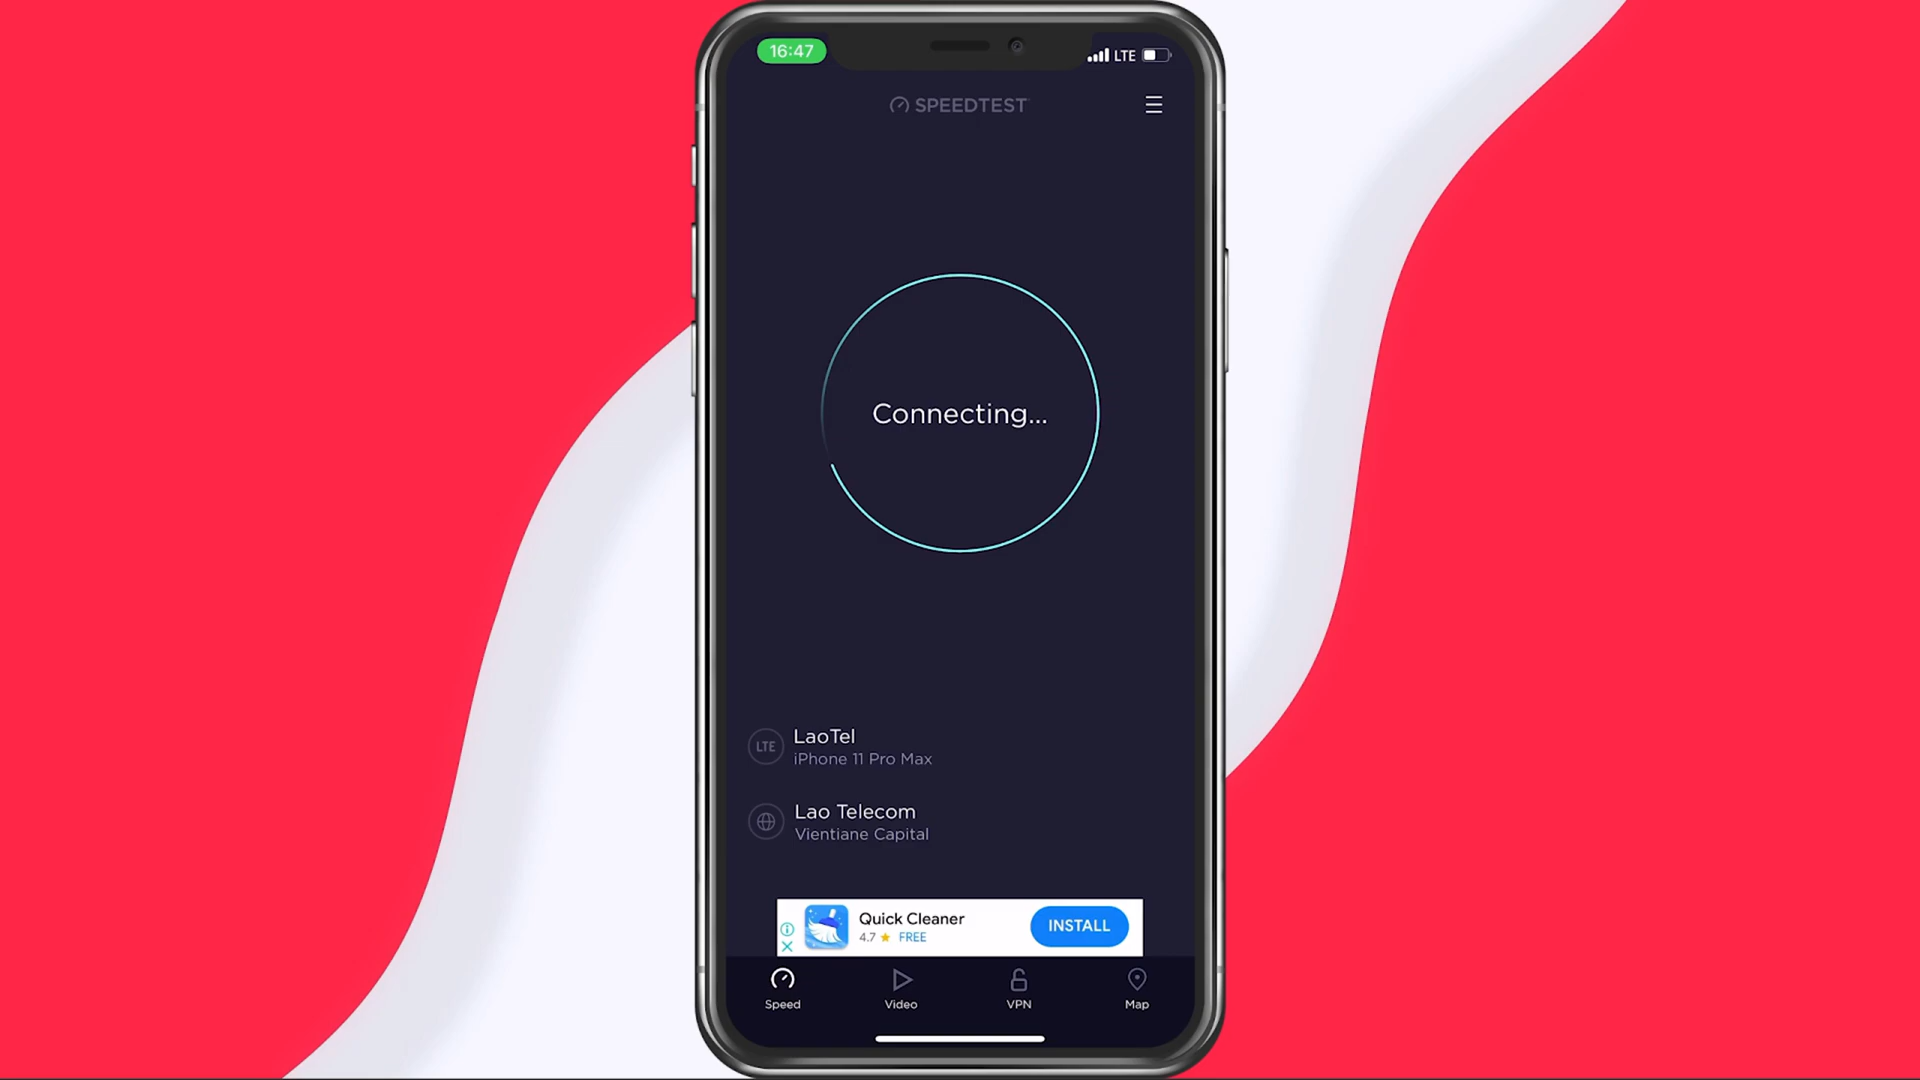 16:47
LTE
SPEEDTEST
Connecting...
LTE
LaoTel
iPhone 11 Pro Max
Lao Telecom
Vientiane Capital
Quick Cleaner
4.7 ★ FREE
INSTALL
Speed
Video
VPN
Map